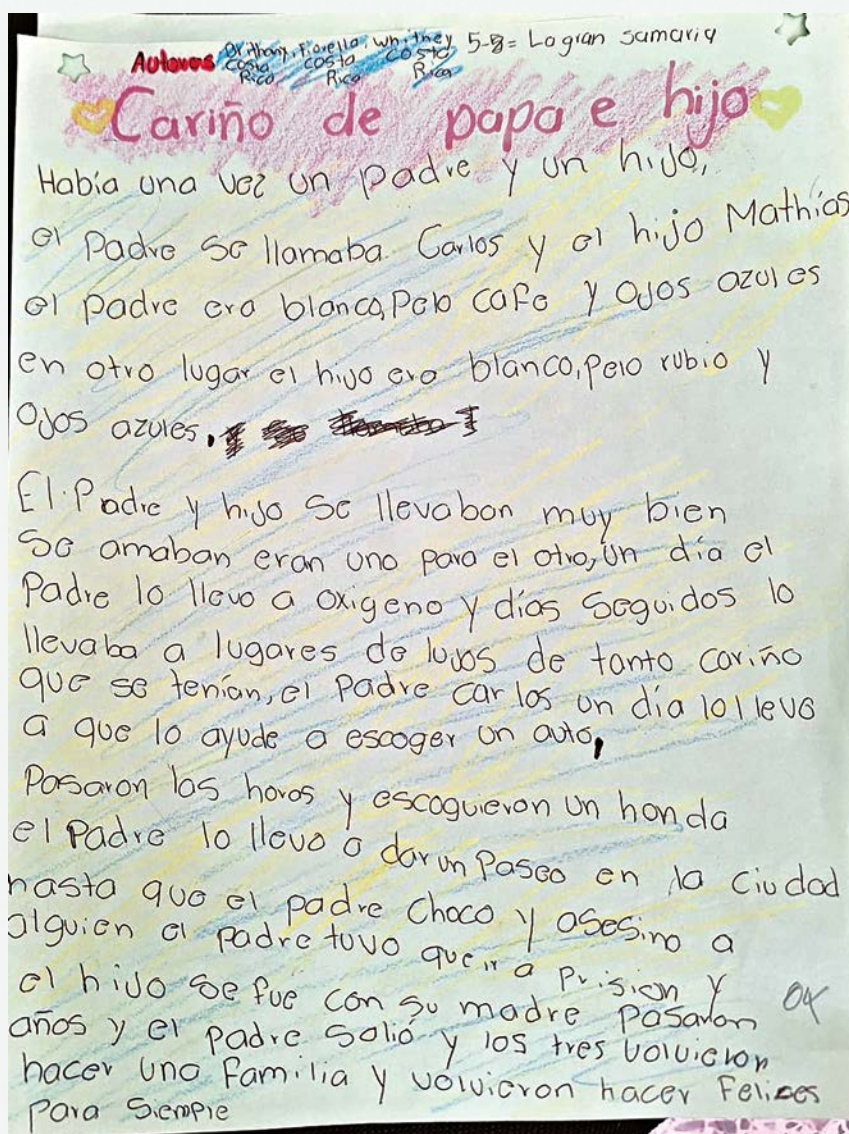 Autores Brithany, Fiorella, Whitney 5-8= La gran samaria
Costa Rica Costa Rica Costa Rica
Cariño de papa e hijo
Había una vez un padre y un hijo,
el Padre se llamaba Carlos y el hijo Mathías
el padre era blanco, Pelo cafe y ojos azules
en otro lugar el hijo era blanco, pelo rubio y
Ojos azules.
El Padre y hijo se llevaban muy bien
Se amaban eran uno para el otro, un día el
Padre lo llevo a oxigeno y días seguidos lo
llevaba a lugares de lujos de tanto cariño
que se tenían, el Padre Carlos un día lo llevo
a que lo ayude a escoger un auto,
Pasaron las horas y escoguieron un honda
el Padre lo llevo a dar un Paseo en la ciudad
hasta que el padre choco y asesino a
alguien el padre tuvo que ir a Prision y
el hijo se fue con su madre Pasaron
años y el Padre salió y los tres volvieron
hacer una familia y volvieron hacer Felices
Para Siempre
OK